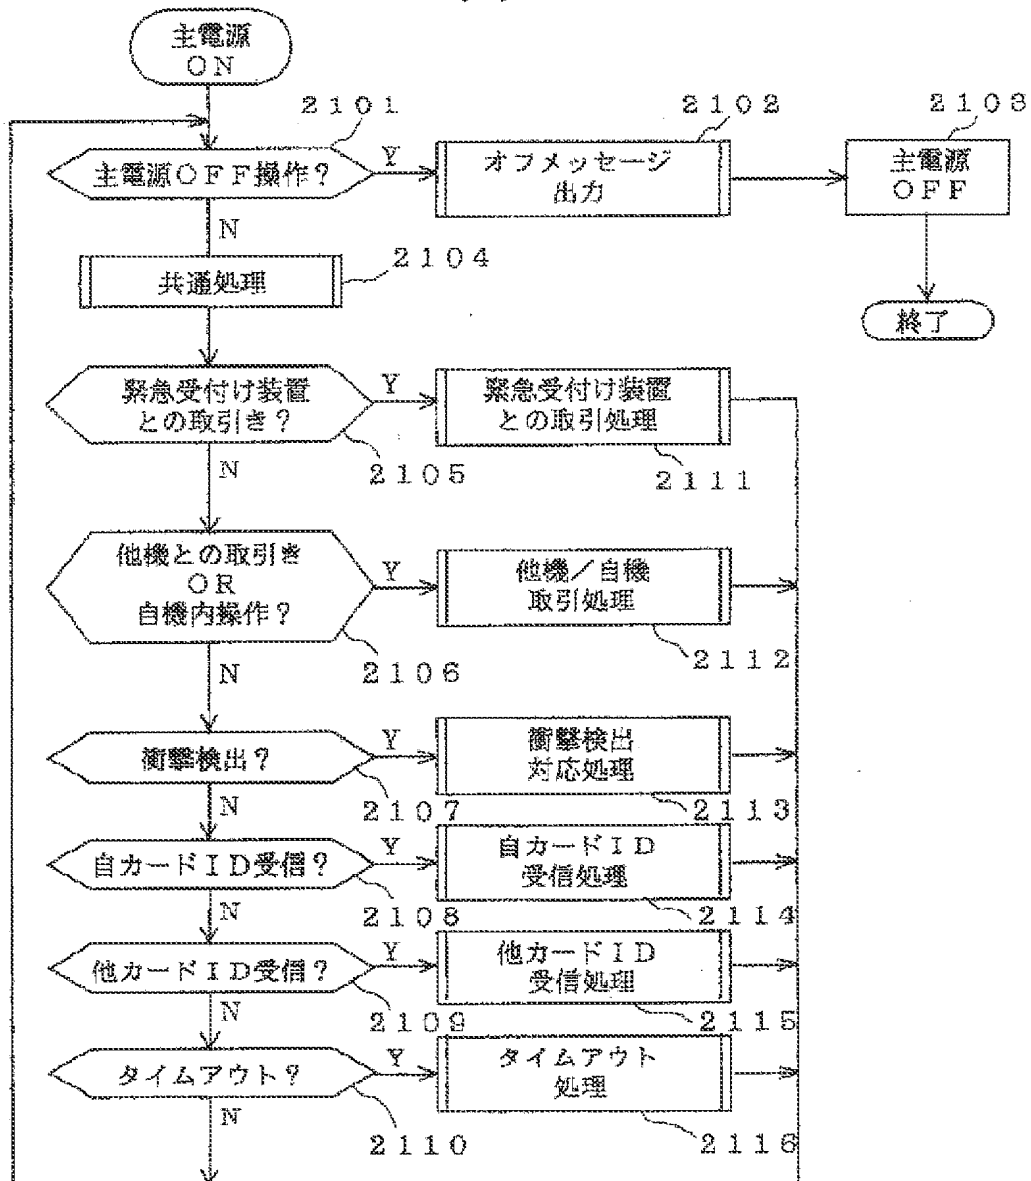 主電源
ON
2101
主電源OFF操作?
Y
N
2102
オフメッセージ
出力
2103
主電源
OFF
終了
2104
共通処理
緊急受付け装置
との取引き?
Y
N
2105
緊急受付け装置
との取引処理
2111
他機との取引き
OR
自機内操作?
Y
N
2106
他機/自機
取引処理
2112
衝撃検出?
Y
N
2107
衝撃検出
対応処理
2113
自カードID受信?
Y
N
2108
自カードID
受信処理
2114
他カードID受信?
Y
N
2109
他カードID
受信処理
2115
タイムアウト?
Y
N
2110
タイムアウト
処理
2116